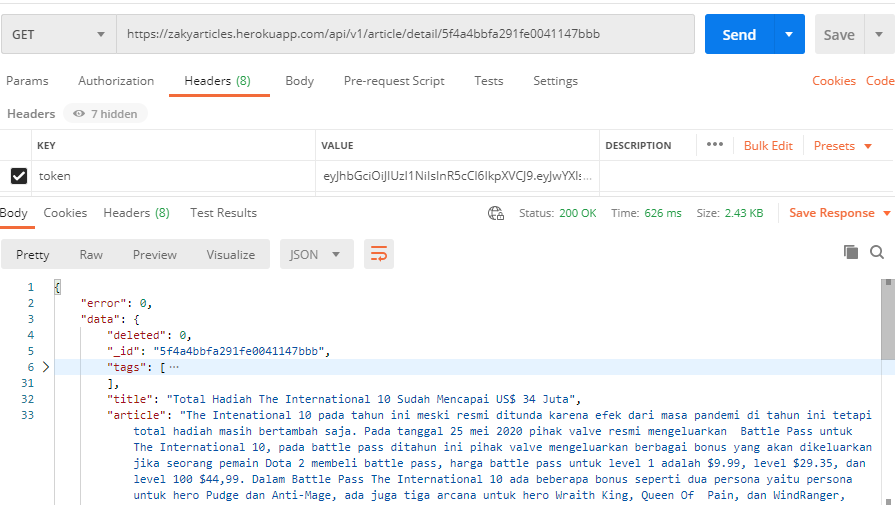 GET https://zakyarticles.herokuapp.com/api/v1/article/detail/5f4a4bbfa291fe0041147bbb Send Save
Params Authorization Headers (8) Body Pre-request Script Tests Settings Cookies Code
Headers 7 hidden
KEY VALUE DESCRIPTION ••• Bulk Edit Presets
token eyJhbGciOiJIUzI1NiIsInR5cCI6IkpXVCJ9.eyJwYXls...
Body Cookies Headers (8) Test Results Status: 200 OK Time: 626 ms Size: 2.43 KB Save Response
Pretty Raw Preview Visualize JSON
1 {
2 "error": 0,
3 "data": {
4 "deleted": 0,
5 "_id": "5f4a4bbfa291fe0041147bbb",
6 "tags": [ ···
31 ],
32 "title": "Total Hadiah The International 10 Sudah Mencapai US$ 34 Juta",
33 "article": "The Intenational 10 pada tahun ini meski resmi ditunda karena efek dari masa pandemi di tahun ini tetapi
total hadiah masih bertambah saja. Pada tanggal 25 mei 2020 pihak valve resmi mengeluarkan  Battle Pass untuk
The International 10, pada battle pass ditahun ini pihak valve mengeluarkan berbagai bonus yang akan dikeluarkan
jika seorang pemain Dota 2 membeli battle pass, harga battle pass untuk level 1 adalah $9.99, level $29.35, dan
level 100 $44,99. Dalam Battle Pass The International 10 ada beberapa bonus seperti dua persona yaitu persona
untuk hero Pudge dan Anti-Mage, ada juga tiga arcana untuk hero Wraith King, Queen Of  Pain, dan WindRanger,